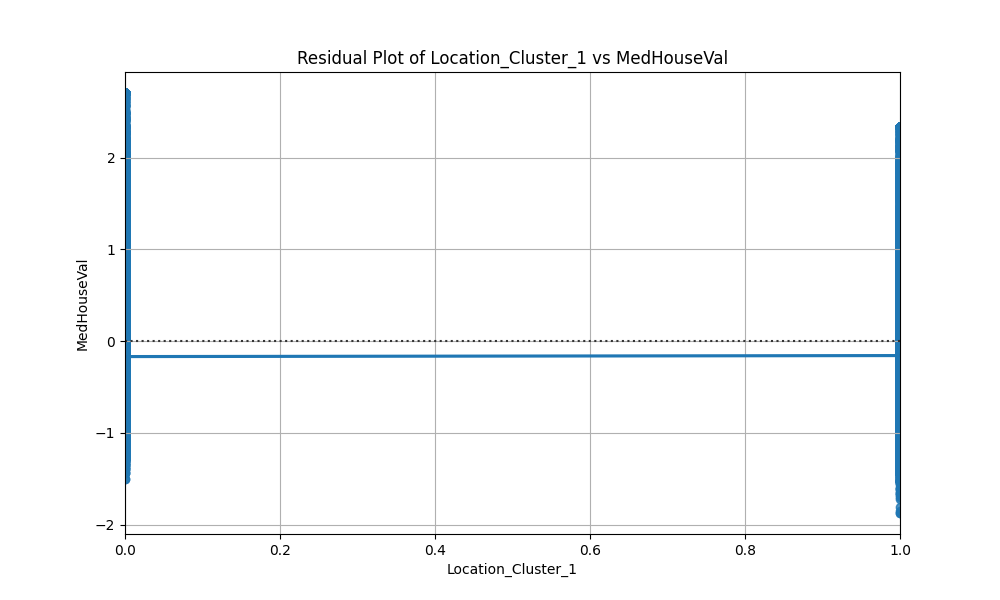 Residual Plot of Location_Cluster_1 vs MedHouseVal
MedHouseVal
2
1
0
−1
−2
0.0 0.2 0.4 0.6 0.8 1.0
Location_Cluster_1